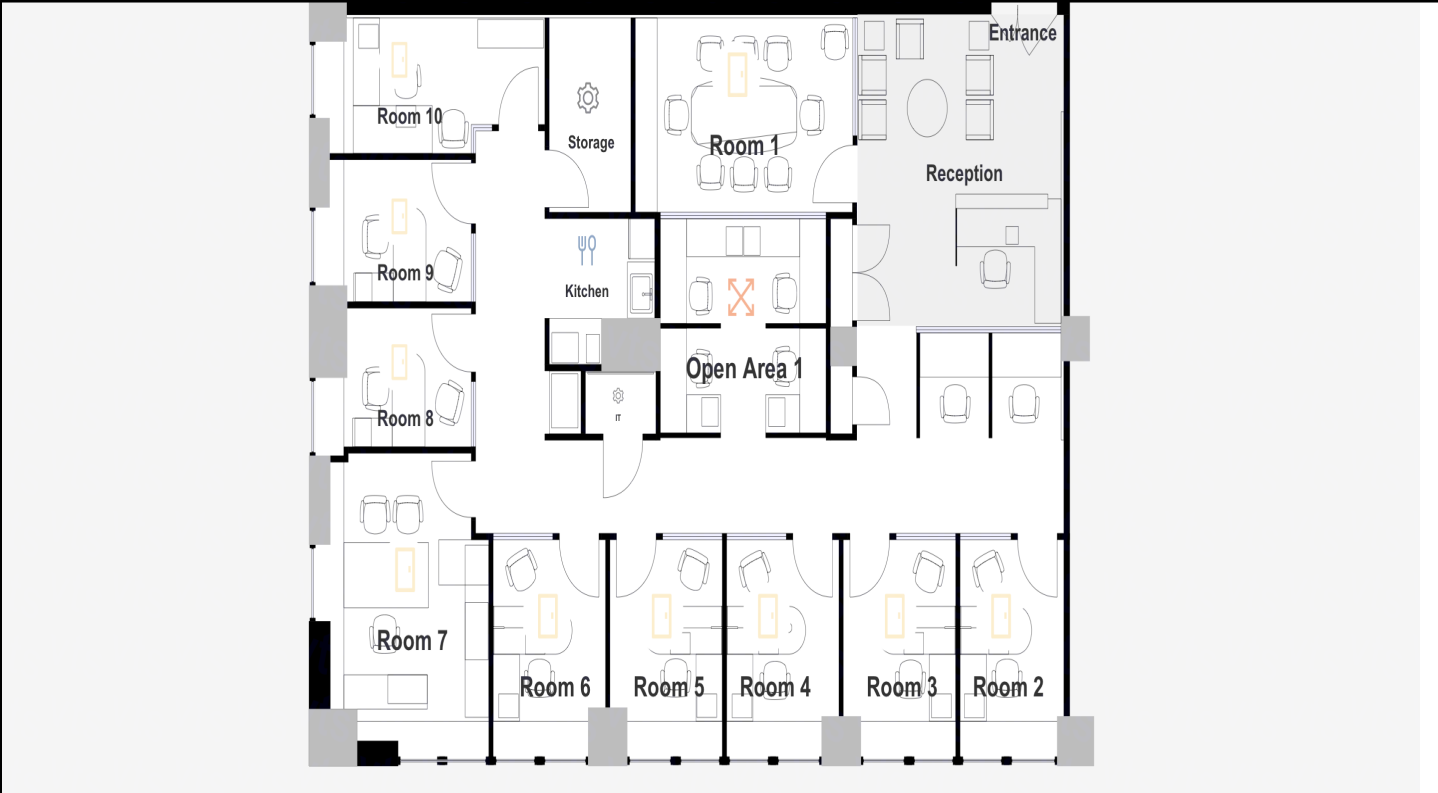 Entrance
Room 10
Storage
Room 1
Reception
Room 9
Kitchen
Open Area 1
Room 8
IT
Room 7
Room 6
Room 5
Room 4
Room 3
Room 2